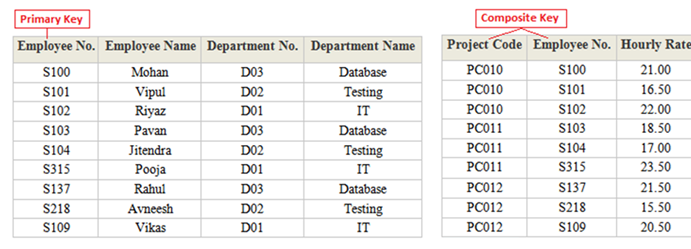 Primary Key
Employee No. Employee Name Department No. Department Name
S100 Mohan D03 Database
S101 Vipul D02 Testing
S102 Riyaz D01 IT
S103 Pavan D03 Database
S104 Jitendra D02 Testing
S315 Pooja D01 IT
S137 Rahul D03 Database
S218 Avneesh D02 Testing
S109 Vikas D01 IT
Composite Key
Project Code Employee No. Hourly Rate
PC010 S100 21.00
PC010 S101 16.50
PC010 S102 22.00
PC011 S103 18.50
PC011 S104 17.00
PC011 S315 23.50
PC012 S137 21.50
PC012 S218 15.50
PC012 S109 20.50